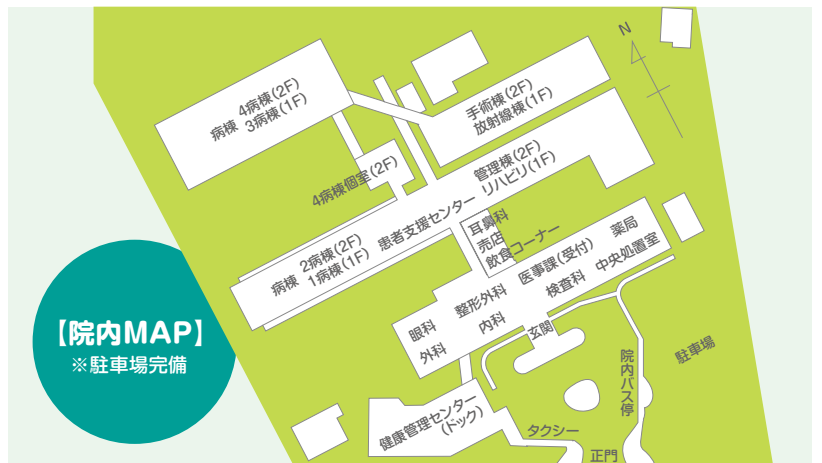 N
4病棟(2F)
病棟 3病棟(1F)
手術棟(2F)
放射線棟(1F)
4病棟個室(2F)
管理棟(2F)
リハビリ(1F)
2病棟(2F)
病棟 1病棟(1F)
患者支援センター
耳鼻科
売店
飲食コーナー
眼科 整形外科 医事課(受付) 薬局
外科 内科 検査科 中央処置室
玄関
【院内MAP】
※駐車場完備
院内バス停
駐車場
健康管理センター
(ドック)
タクシー
正門